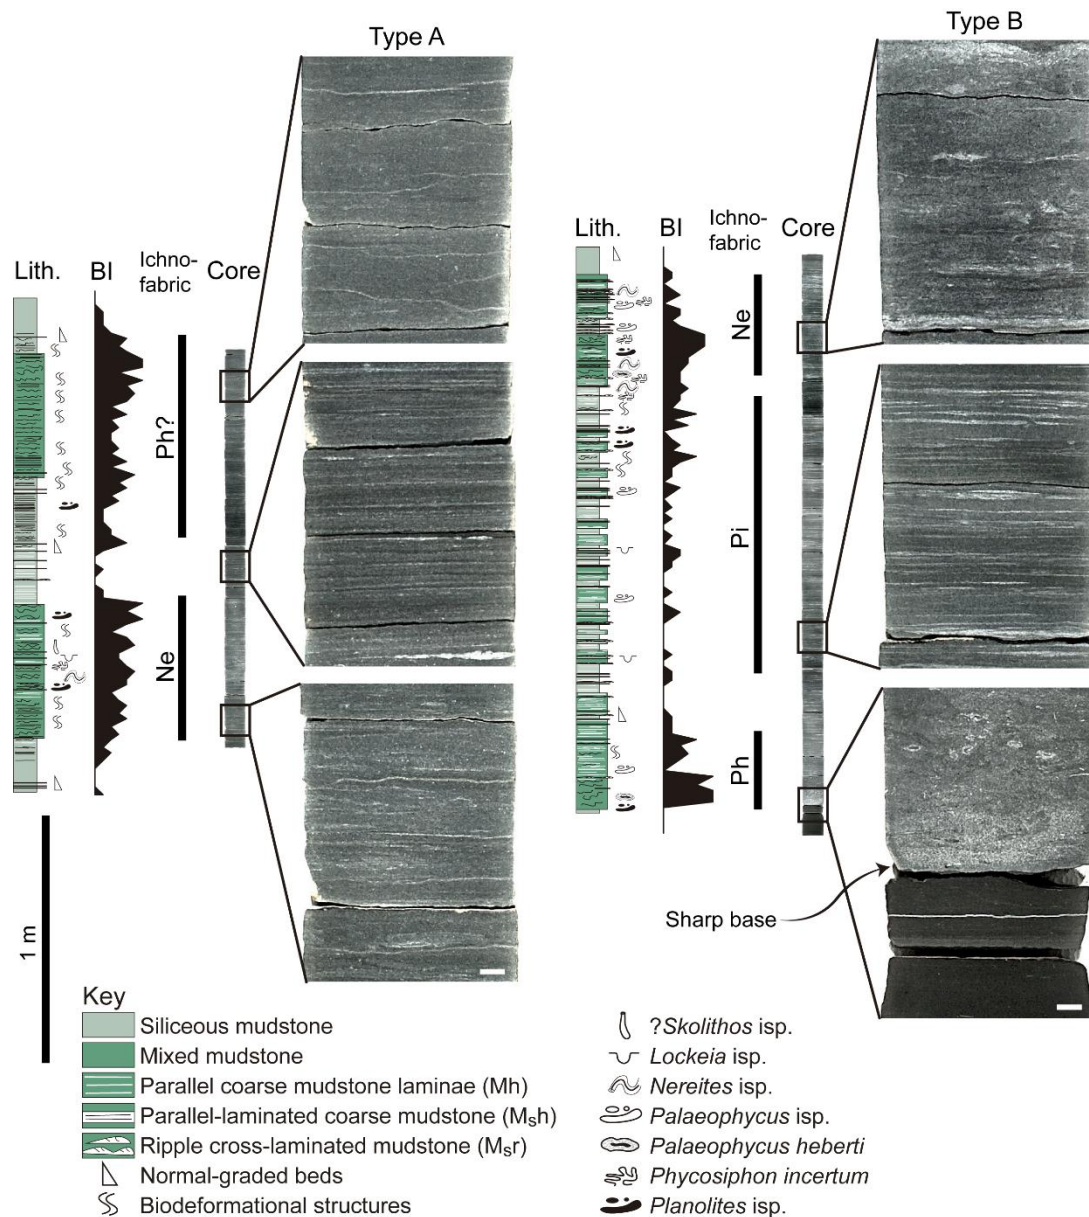 Type A
Lith.
BI
Ichno-
fabric
Core
Ph?
Ne
1 m
Type B
Lith.
BI
Ichno-
fabric
Core
Ne
Pi
Ph
Sharp base
Key
Siliceous mudstone
Mixed mudstone
Parallel coarse mudstone laminae (Mh)
Parallel-laminated coarse mudstone (Msh)
Ripple cross-laminated mudstone (Msr)
Normal-graded beds
Biodeformational structures
?Skolithos isp.
Lockeia isp.
Nereites isp.
Palaeophycus isp.
Palaeophycus heberti
Phycosiphon incertum
Planolites isp.